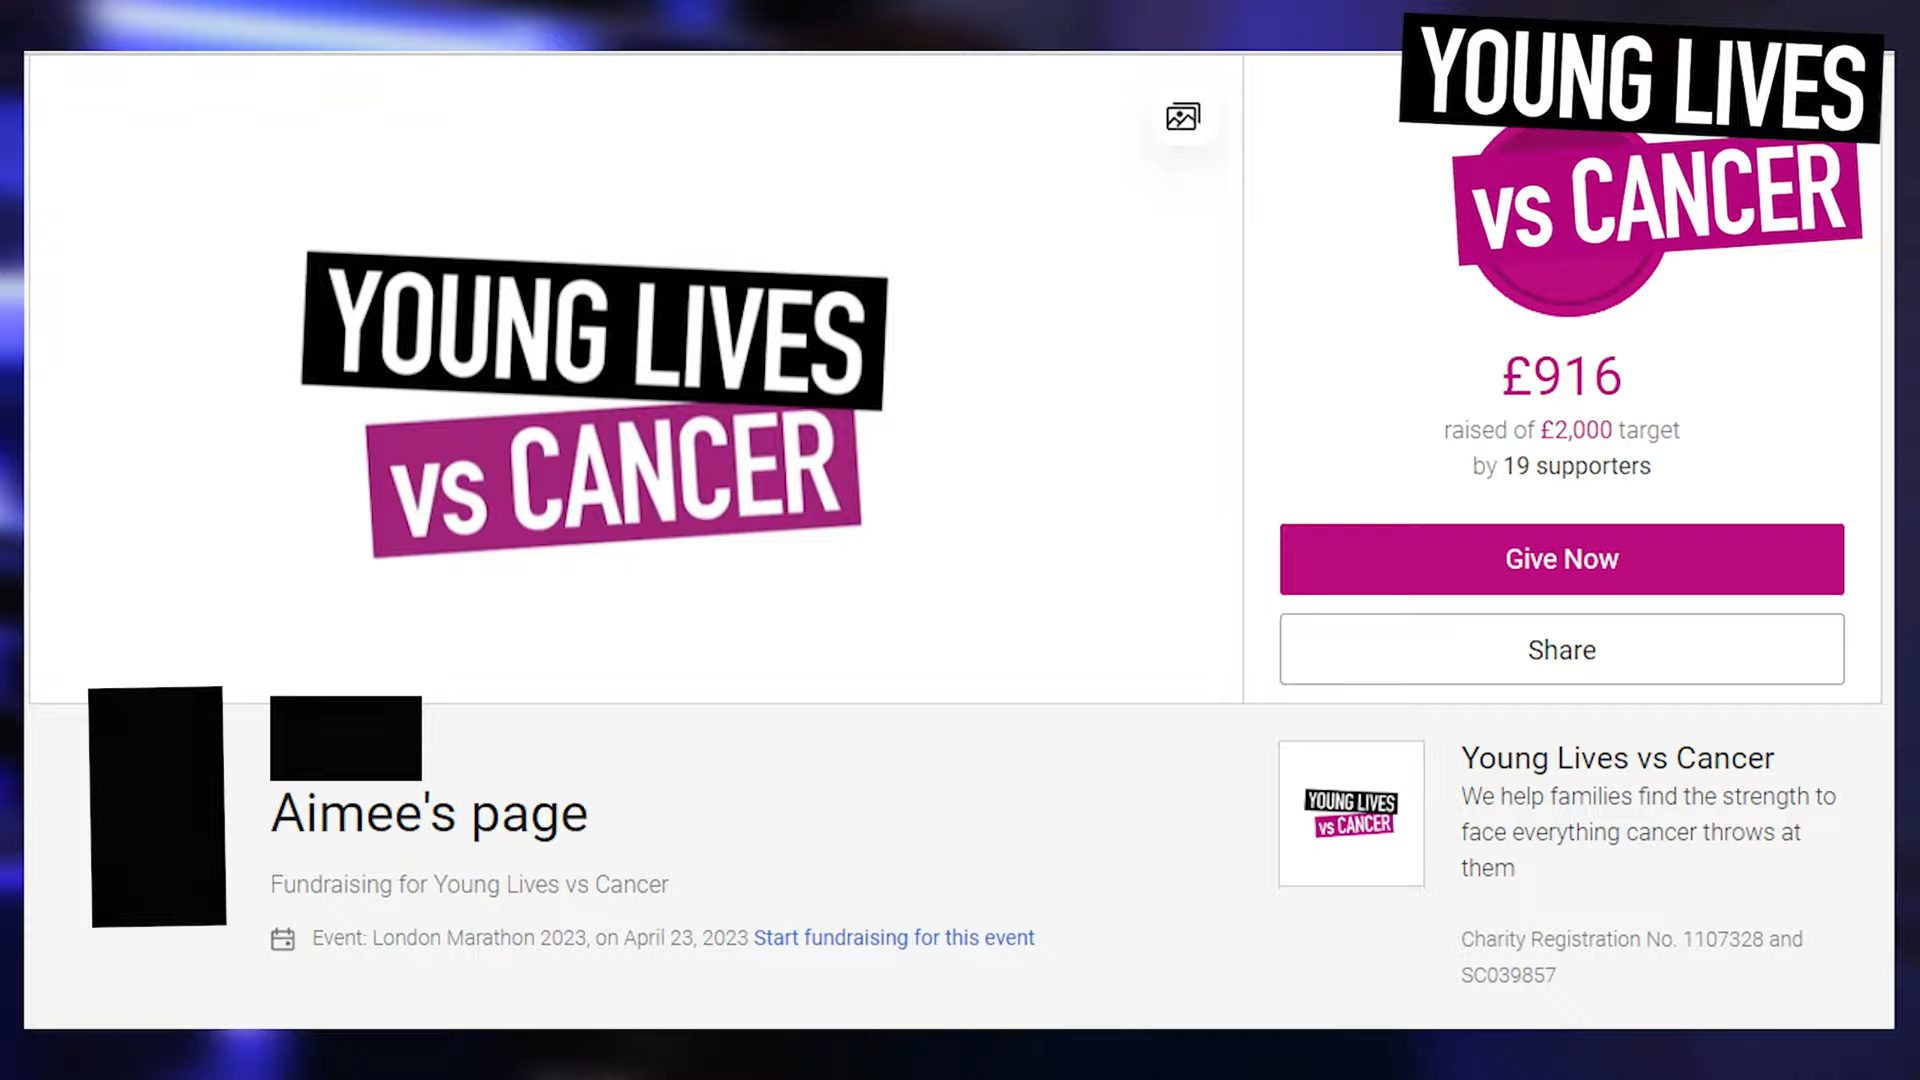 YOUNG LIVES
vs CANCER
YOUNG LIVES
vs CANCER
£916
raised of £2,000 target
by 19 supporters
Give Now
Share
Aimee's page
Fundraising for Young Lives vs Cancer
Event: London Marathon 2023, on April 23, 2023 Start fundraising for this event
YOUNG LIVES
vs CANCER
Young Lives vs Cancer
We help families find the strength to
face everything cancer throws at
them
Charity Registration No. 1107328 and
SC039857